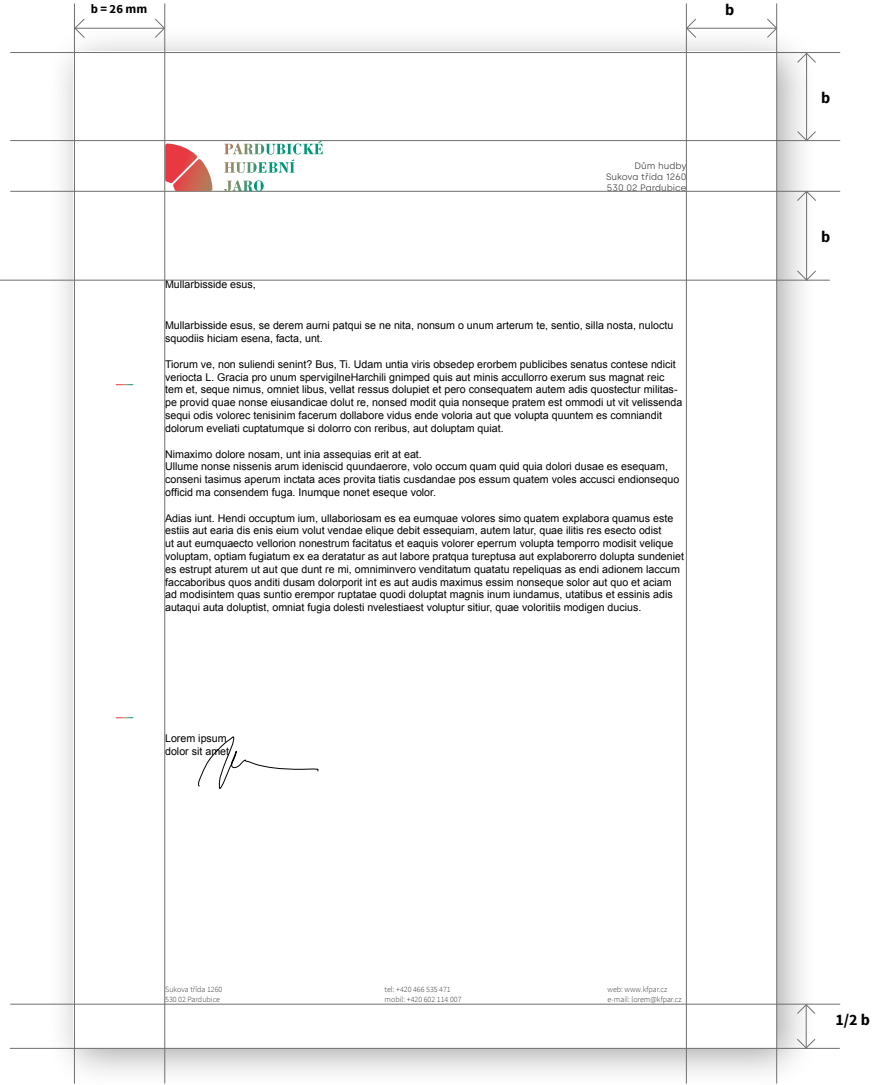 b = 26 mm
b
b
PARDUBICKÉ
HUDEBNÍ
JARO
Dům hudby
Sukova třída 1260
530 02 Pardubice
b
Mullarbisside esus,
Mullarbisside esus, se derem aurni patqui se ne nita, nonsum o unum arterum te, sentio, silla nosta, nuloctu
squodiis hiciam esena, facta, unt.
Tiorum ve, non suliendi senint? Bus, Ti. Udam untia viris obsedep erorbem publicibes senatus contese ndicit
veriocta L. Gracia pro unum spervigilneHarchili gnimped quis aut minis accullorro exerum sus magnat reic
tem et, seque nimus, omniet libus, vellat ressus dolupiet et pero consequatem autem adis quostectur militas-
pe provid quae nonse eiusandicae dolut re, nonsed modit quia nonseque pratem est ommodi ut vit velissenda
sequi odis volorec tenisinim facerum dollabore vidus ende voloria aut que volupta quuntem es comniandit
dolorum eveliati cuptatumque si dolorro con reribus, aut doluptam quiat.
Nimaximo dolore nosam, unt inia assequias erit at eat.
Ullume nonse nissenis arum ideniscid quundaerore, volo occum quam quid quia dolori dusae es esequam,
conseni tasimus aperum inctata aces provita tiatis cusdandae pos essum quatem voles accusci endionsequo
officid ma consendem fuga. Inumque nonet eseque volor.
Adias iunt. Hendi occuptum ium, ullaboriosam es ea eumquae volores simo quatem explabora quamus este
estiis aut earia dis enis eium volut vendae elique debit essequiam, autem latur, quae ilitis res esecto odist
ut aut eumquaecto vellorion nonestrum facitatus et eaquis volorer eperrum volupta temporro modisit velique
voluptam, optiam fugiatum ex ea deratatur as aut labore pratqua tureptusa aut explaborerro dolupta sundeniet
es estrupt aturem ut aut que dunt re mi, omniminvero venditatum quatatu repeliquas as endi adionem laccum
faccaboribus quos anditi dusam dolorporit int es aut audis maximus essim nonseque solor aut quo et aciam
ad modisintem quas suntio erempor ruptatae quodi doluptat magnis inum iundamus, utatibus et essinis adis
autaqui auta doluptist, omniat fugia dolesti nvelestiaest voluptur sitiur, quae voloritiis modigen ducius.
Lorem ipsum
dolor sit amet
Sukova třída 1260
530 02 Pardubice
tel: +420 466 535 471
mobil: +420 602 114 007
web: www.kfpar.cz
e-mail: lorem@kfpar.cz
1/2 b